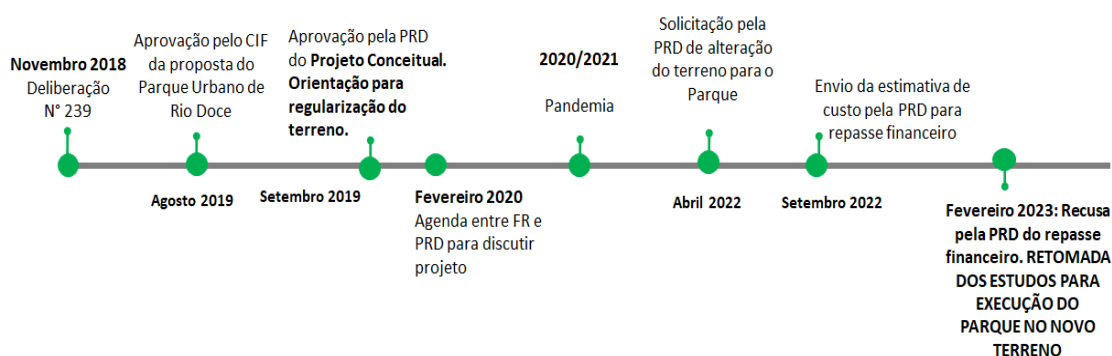 Novembro 2018
Deliberação
N° 239
Aprovação pelo CIF
da proposta do
Parque Urbano de
Rio Doce
Agosto 2019
Aprovação pela PRD
do Projeto Conceitual.
Orientação para
regularização do
terreno.
Setembro 2019
Fevereiro 2020
Agenda entre FR e
PRD para discutir
projeto
2020/2021
Pandemia
Solicitação pela
PRD de alteração
do terreno para o
Parque
Abril 2022
Envio da estimativa de
custo pela PRD para
repasse financeiro
Setembro 2022
Fevereiro 2023: Recusa
pela PRD do repasse
financeiro. RETOMADA
DOS ESTUDOS PARA
EXECUÇÃO DO
PARQUE NO NOVO
TERRENO